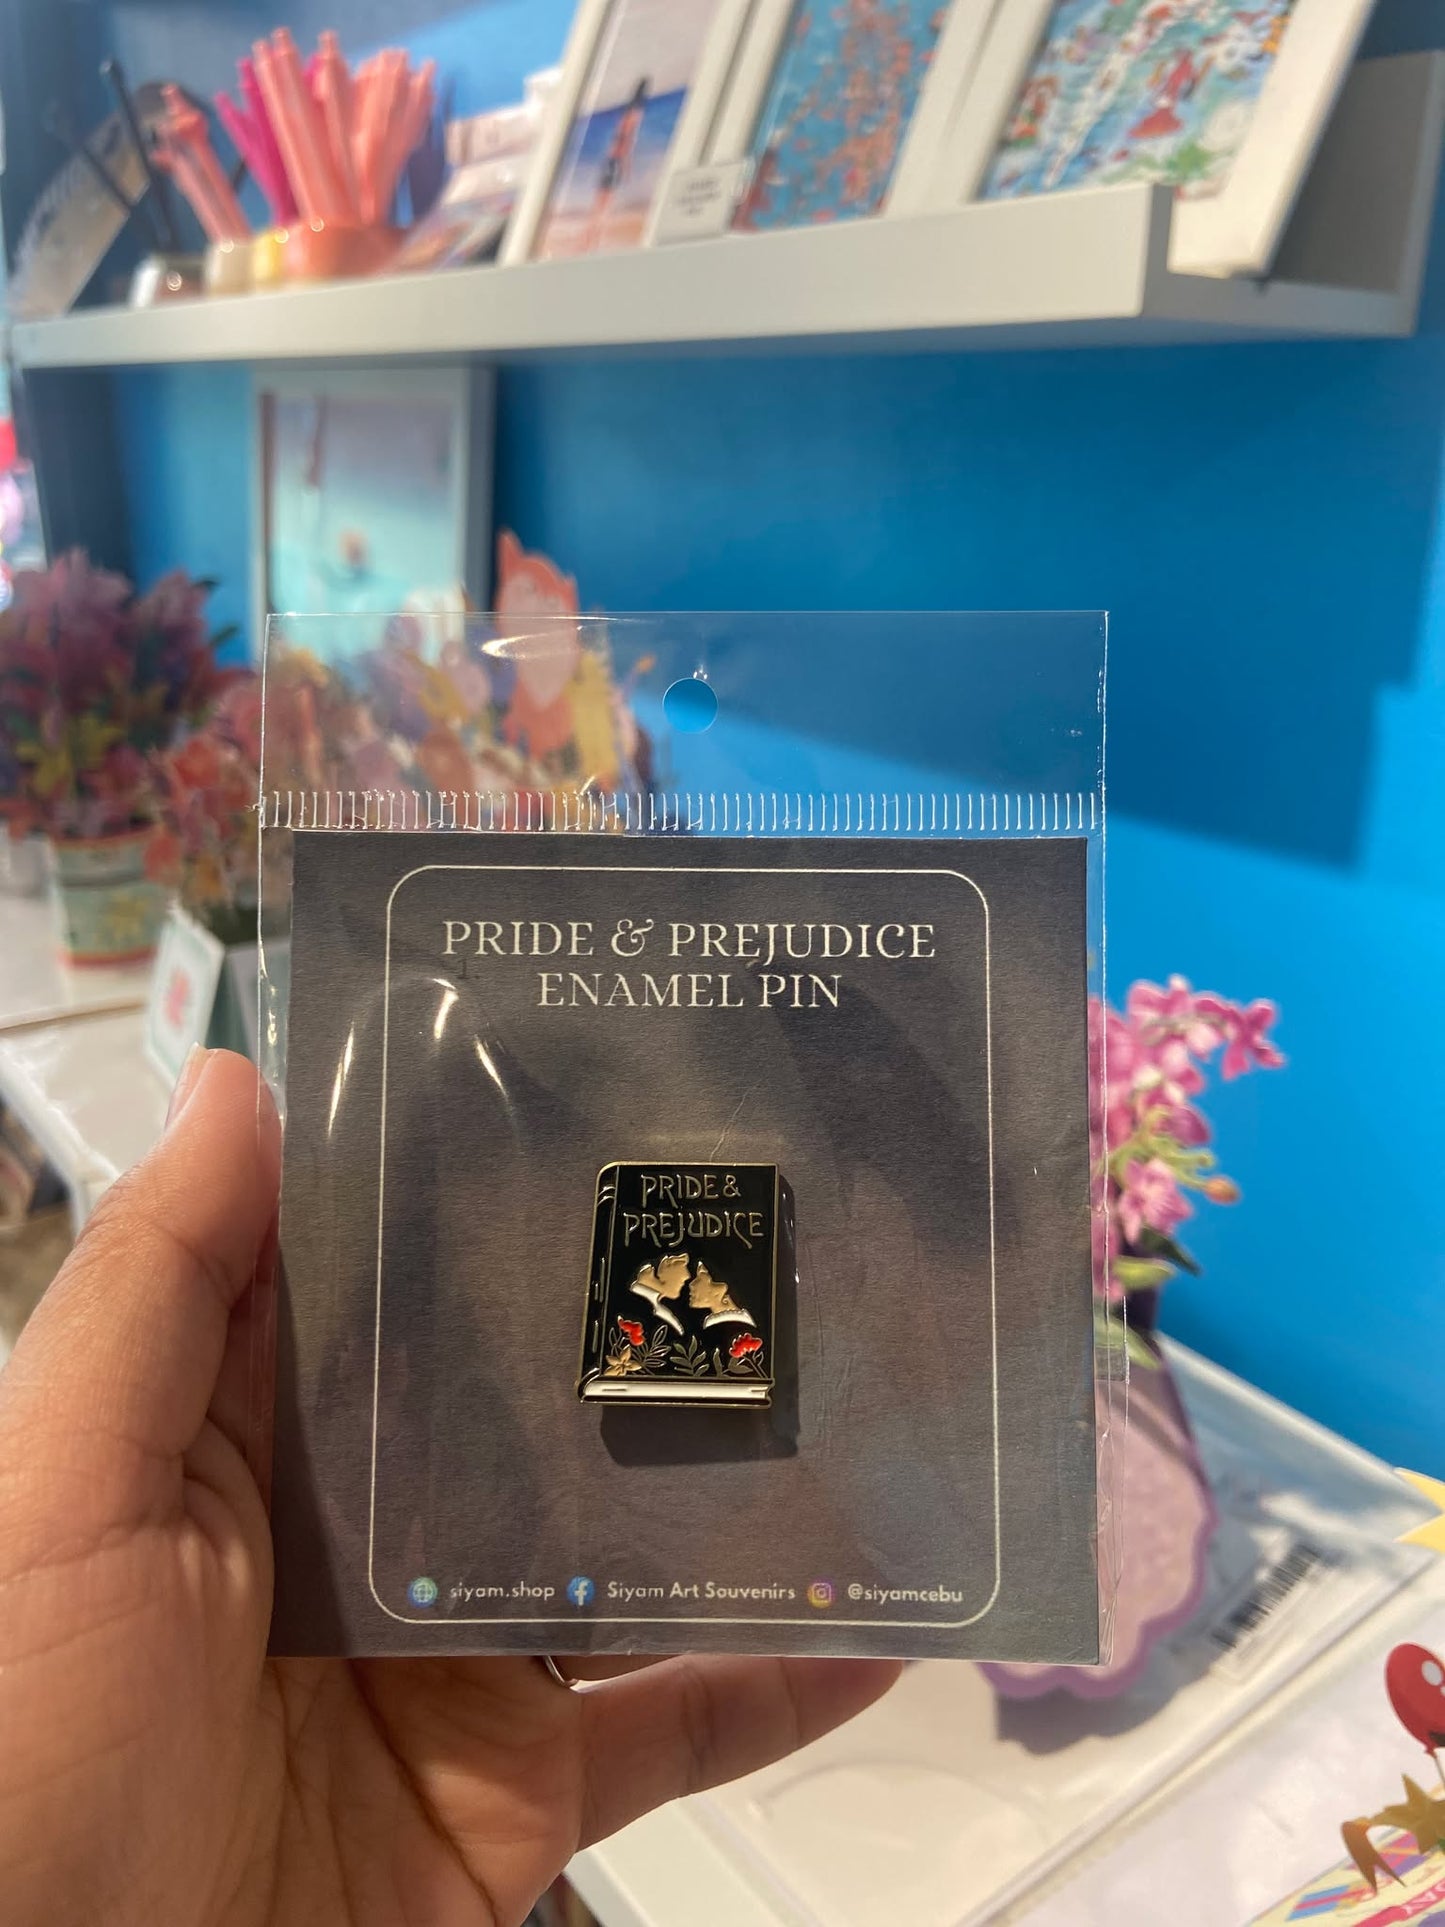 PRIDE & PREJUDICE
ENAMEL PIN
PRIDE &
PREJUDICE
siyam.shop Siyam Art Souvenirs @siyamcebu